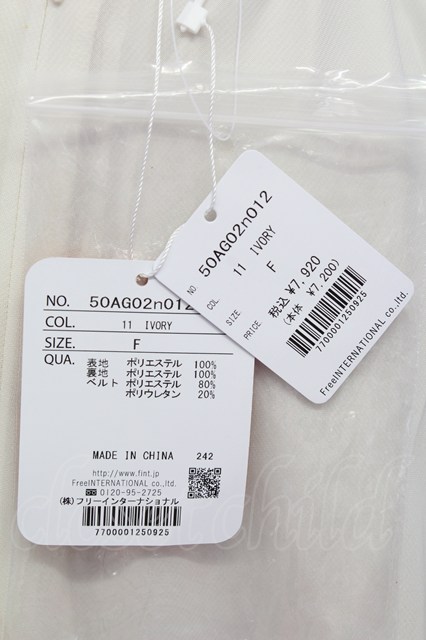 NO. 50AG02n012
COL. 11 IVORY
SIZE. F
QUA. 表地 ポリエステル 100%
裏地 ポリエステル 100%
ベルト ポリエステル 80%
ポリウレタン 20%
MADE IN CHINA 242
http://www.fint.jp
FreeINTERNATIONAL co.,ltd.
0120-95-2725
(株)フリーインターナショナル
7700001250925
NO 50AG02n012
COL. 11 IVORY
SIZE F
PRICE 税込 ¥7,920
(本体 ¥7,200)
7700001250925
FreeINTERNATIONAL co.,ltd.